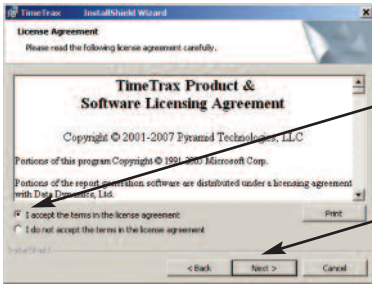 TimeTrax InstallShield Wizard
License Agreement
Please read the following license agreement carefully.
TimeTrax Product &
Software Licensing Agreement
Copyright © 2001-2007 Pyramid Technologies, LLC
Portions of this program Copyright © 1991-2005 Microsoft Corp.
Portions of the report generation software are distributed under a licensing agreement
with Data Dynamics, Ltd.
I accept the terms in the license agreement
Print
I do not accept the terms in the license agreement
InstallShield
< Back
Next >
Cancel